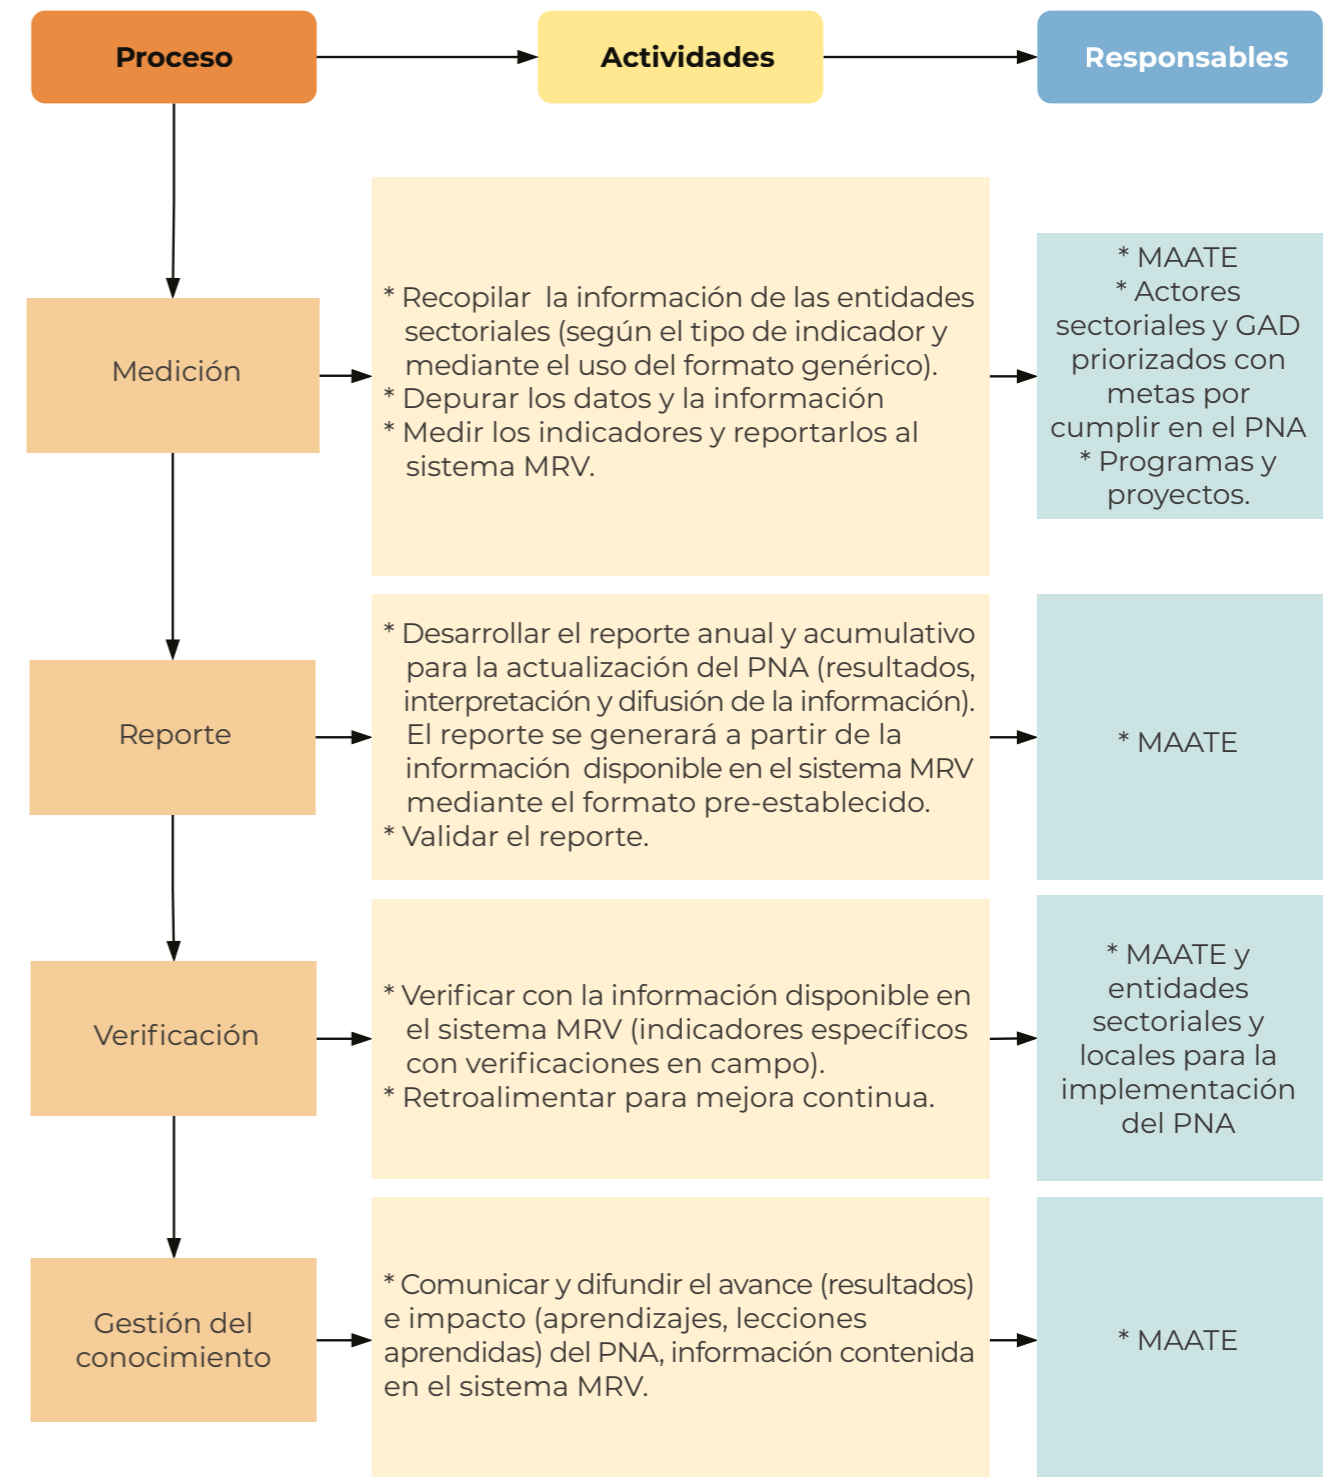 Proceso
Actividades
Responsables
Medición
* Recopilar la información de las entidades
sectoriales (según el tipo de indicador y
mediante el uso del formato genérico).
* Depurar los datos y la información
* Medir los indicadores y reportarlos al
sistema MRV.
* MAATE
* Actores
sectoriales y GAD
priorizados con
metas por
cumplir en el PNA
* Programas y
proyectos.
Reporte
* Desarrollar el reporte anual y acumulativo
para la actualización del PNA (resultados,
interpretación y difusión de la información).
El reporte se generará a partir de la
información disponible en el sistema MRV
mediante el formato pre-establecido.
* Validar el reporte.
* MAATE
Verificación
* Verificar con la información disponible en
el sistema MRV (indicadores específicos
con verificaciones en campo).
* Retroalimentar para mejora continua.
* MAATE y
entidades
sectoriales y
locales para la
implementación
del PNA
Gestión del
conocimiento
* Comunicar y difundir el avance (resultados)
e impacto (aprendizajes, lecciones
aprendidas) del PNA, información contenida
en el sistema MRV.
* MAATE